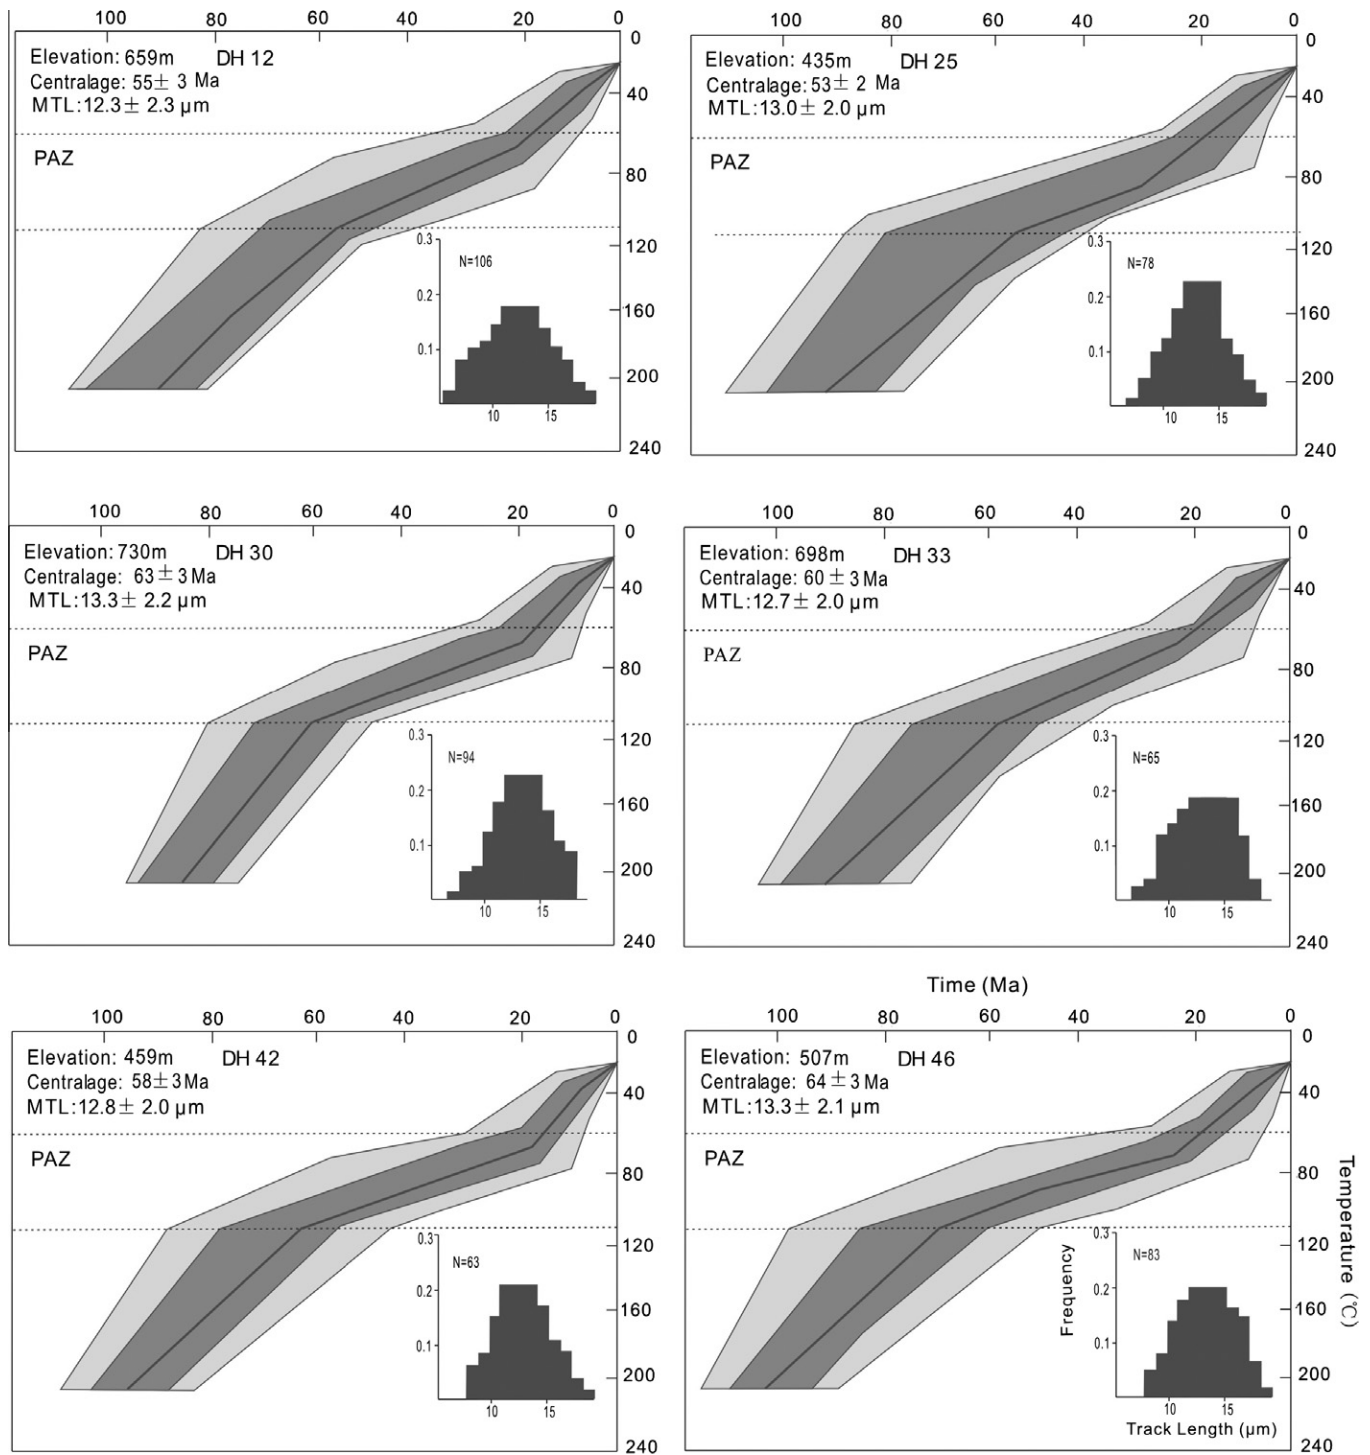 100 80 60 40 20 0
Elevation: 659m DH 12
Centralage: 55± 3 Ma
MTL:12.3± 2.3 μm
PAZ
0
40
80
120
160
200
240
N=106
0.3
0.2
0.1
10 15
100 80 60 40 20 0
Elevation: 435m DH 25
Centralage: 53± 2 Ma
MTL:13.0± 2.0 μm
PAZ
0
40
80
120
160
200
240
N=78
0.3
0.2
0.1
10 15
100 80 60 40 20 0
Elevation: 730m DH 30
Centralage: 63±3Ma
MTL:13.3± 2.2 μm
PAZ
0
40
80
120
160
200
240
N=94
0.3
0.2
0.1
10 15
100 80 60 40 20 0
Elevation: 698m DH 33
Centralage: 60±3Ma
MTL:12.7± 2.0 μm
PAZ
0
40
80
120
160
200
240
N=65
0.3
0.2
0.1
10 15
100 80 60 40 20 0
Elevation: 459m DH 42
Centralage: 58±3Ma
MTL:12.8± 2.0 μm
PAZ
0
40
80
120
160
200
240
N=63
0.3
0.2
0.1
10 15
Time (Ma)
100 80 60 40 20 0
Elevation: 507m DH 46
Centralage: 64±3Ma
MTL:13.3± 2.1 μm
PAZ
0
40
80
120
160
200
240
Temperature (℃)
N=83
0.3
0.2
0.1
Frequency
10 15
Track Length (μm)